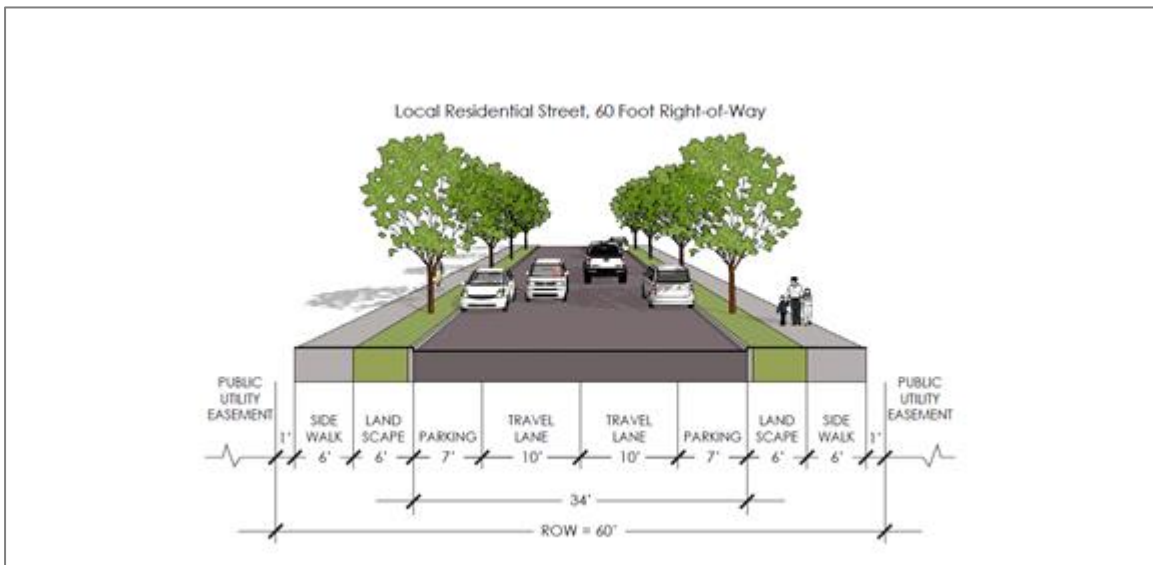 Local Residential Street, 60 Foot Right-of-Way
PUBLIC
UTILITY
EASEMENT
1'
SIDE
WALK
6'
LAND
SCAPE
6'
PARKING
7'
TRAVEL
LANE
10'
TRAVEL
LANE
10'
PARKING
7'
LAND
SCAPE
6'
SIDE
WALK
6'
1'
PUBLIC
UTILITY
EASEMENT
34'
ROW = 60'